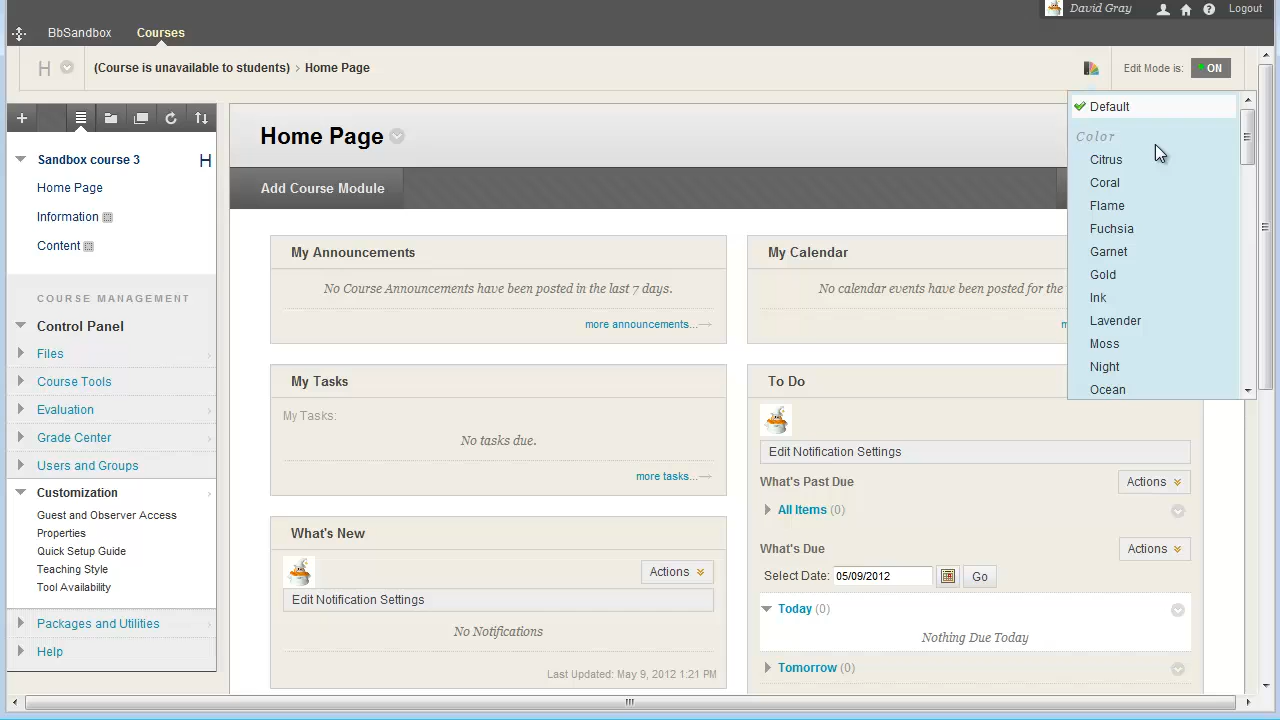 David Gray
Logout
BbSandbox
Courses
H
(Course is unavailable to students) > Home Page
Edit Mode is:
ON
Default
Color
Citrus
Coral
Flame
Fuchsia
Garnet
Gold
Ink
Lavender
Moss
Night
Ocean
Sandbox course 3
Home Page
Information
Content
COURSE MANAGEMENT
Control Panel
Files
Course Tools
Evaluation
Grade Center
Users and Groups
Customization
Guest and Observer Access
Properties
Quick Setup Guide
Teaching Style
Tool Availability
Packages and Utilities
Help
Home Page
Add Course Module
My Announcements
No Course Announcements have been posted in the last 7 days.
more announcements...
My Tasks
My Tasks:
No tasks due.
more tasks...
What's New
Actions
Edit Notification Settings
No Notifications
Last Updated: May 9, 2012 1:21 PM
My Calendar
No calendar events have been posted for the
To Do
Edit Notification Settings
What's Past Due
Actions
All Items (0)
What's Due
Actions
Select Date: 05/09/2012
Go
Today (0)
Nothing Due Today
Tomorrow (0)